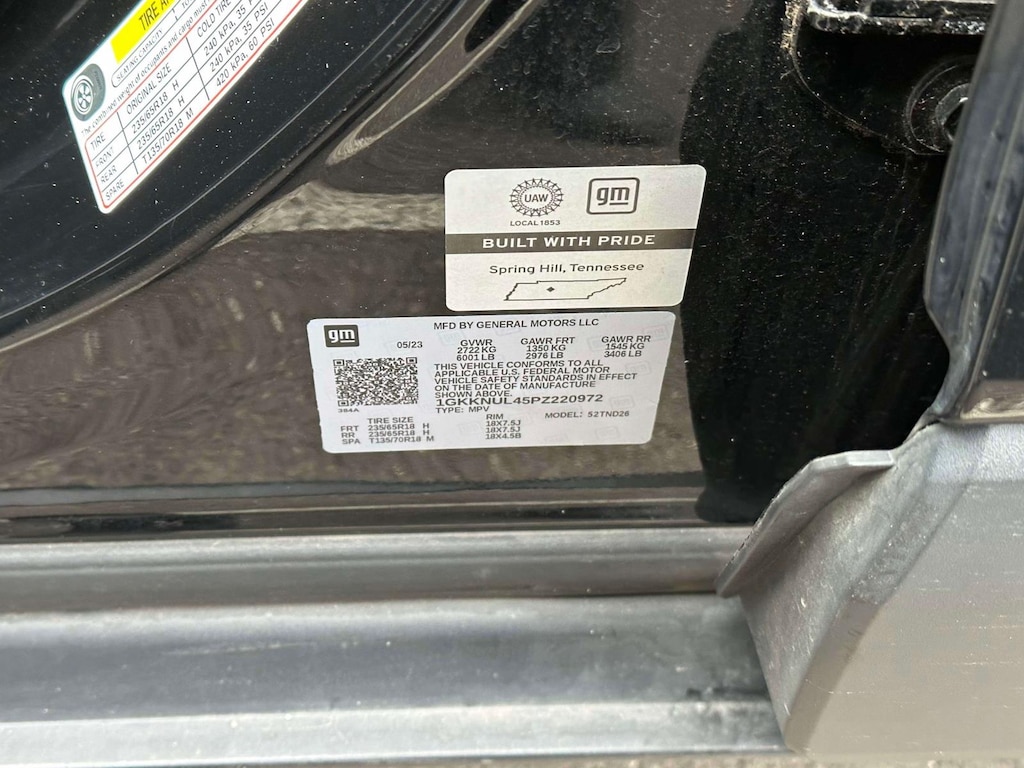 TIRE A
SEATING CAPACITY
The combined weight of occupants and cargo must
TIRE ORIGINAL SIZE COLD TIRE
FRONT 235/65R18 H 240 kPa, 35 P
REAR 235/65R18 H 240 kPa, 35 PSI
SPARE T135/70R18 M 420 kPa, 60 PSI
UAW gm
LOCAL 1853
BUILT WITH PRIDE
Spring Hill, Tennessee
gm MFD BY GENERAL MOTORS LLC
05/23 GVWR GAWR FRT GAWR RR
2722 KG 1350 KG 1545 KG
6001 LB 2976 LB 3406 LB
THIS VEHICLE CONFORMS TO ALL
APPLICABLE U.S. FEDERAL MOTOR
VEHICLE SAFETY STANDARDS IN EFFECT
ON THE DATE OF MANUFACTURE
SHOWN ABOVE.
1GKKNUL45PZ220972
384A TYPE: MPV MODEL: 52TND26
TIRE SIZE RIM
FRT 235/65R18 H 18X7.5J
RR 235/65R18 H 18X7.5J
SPA T135/70R18 M 18X4.5B